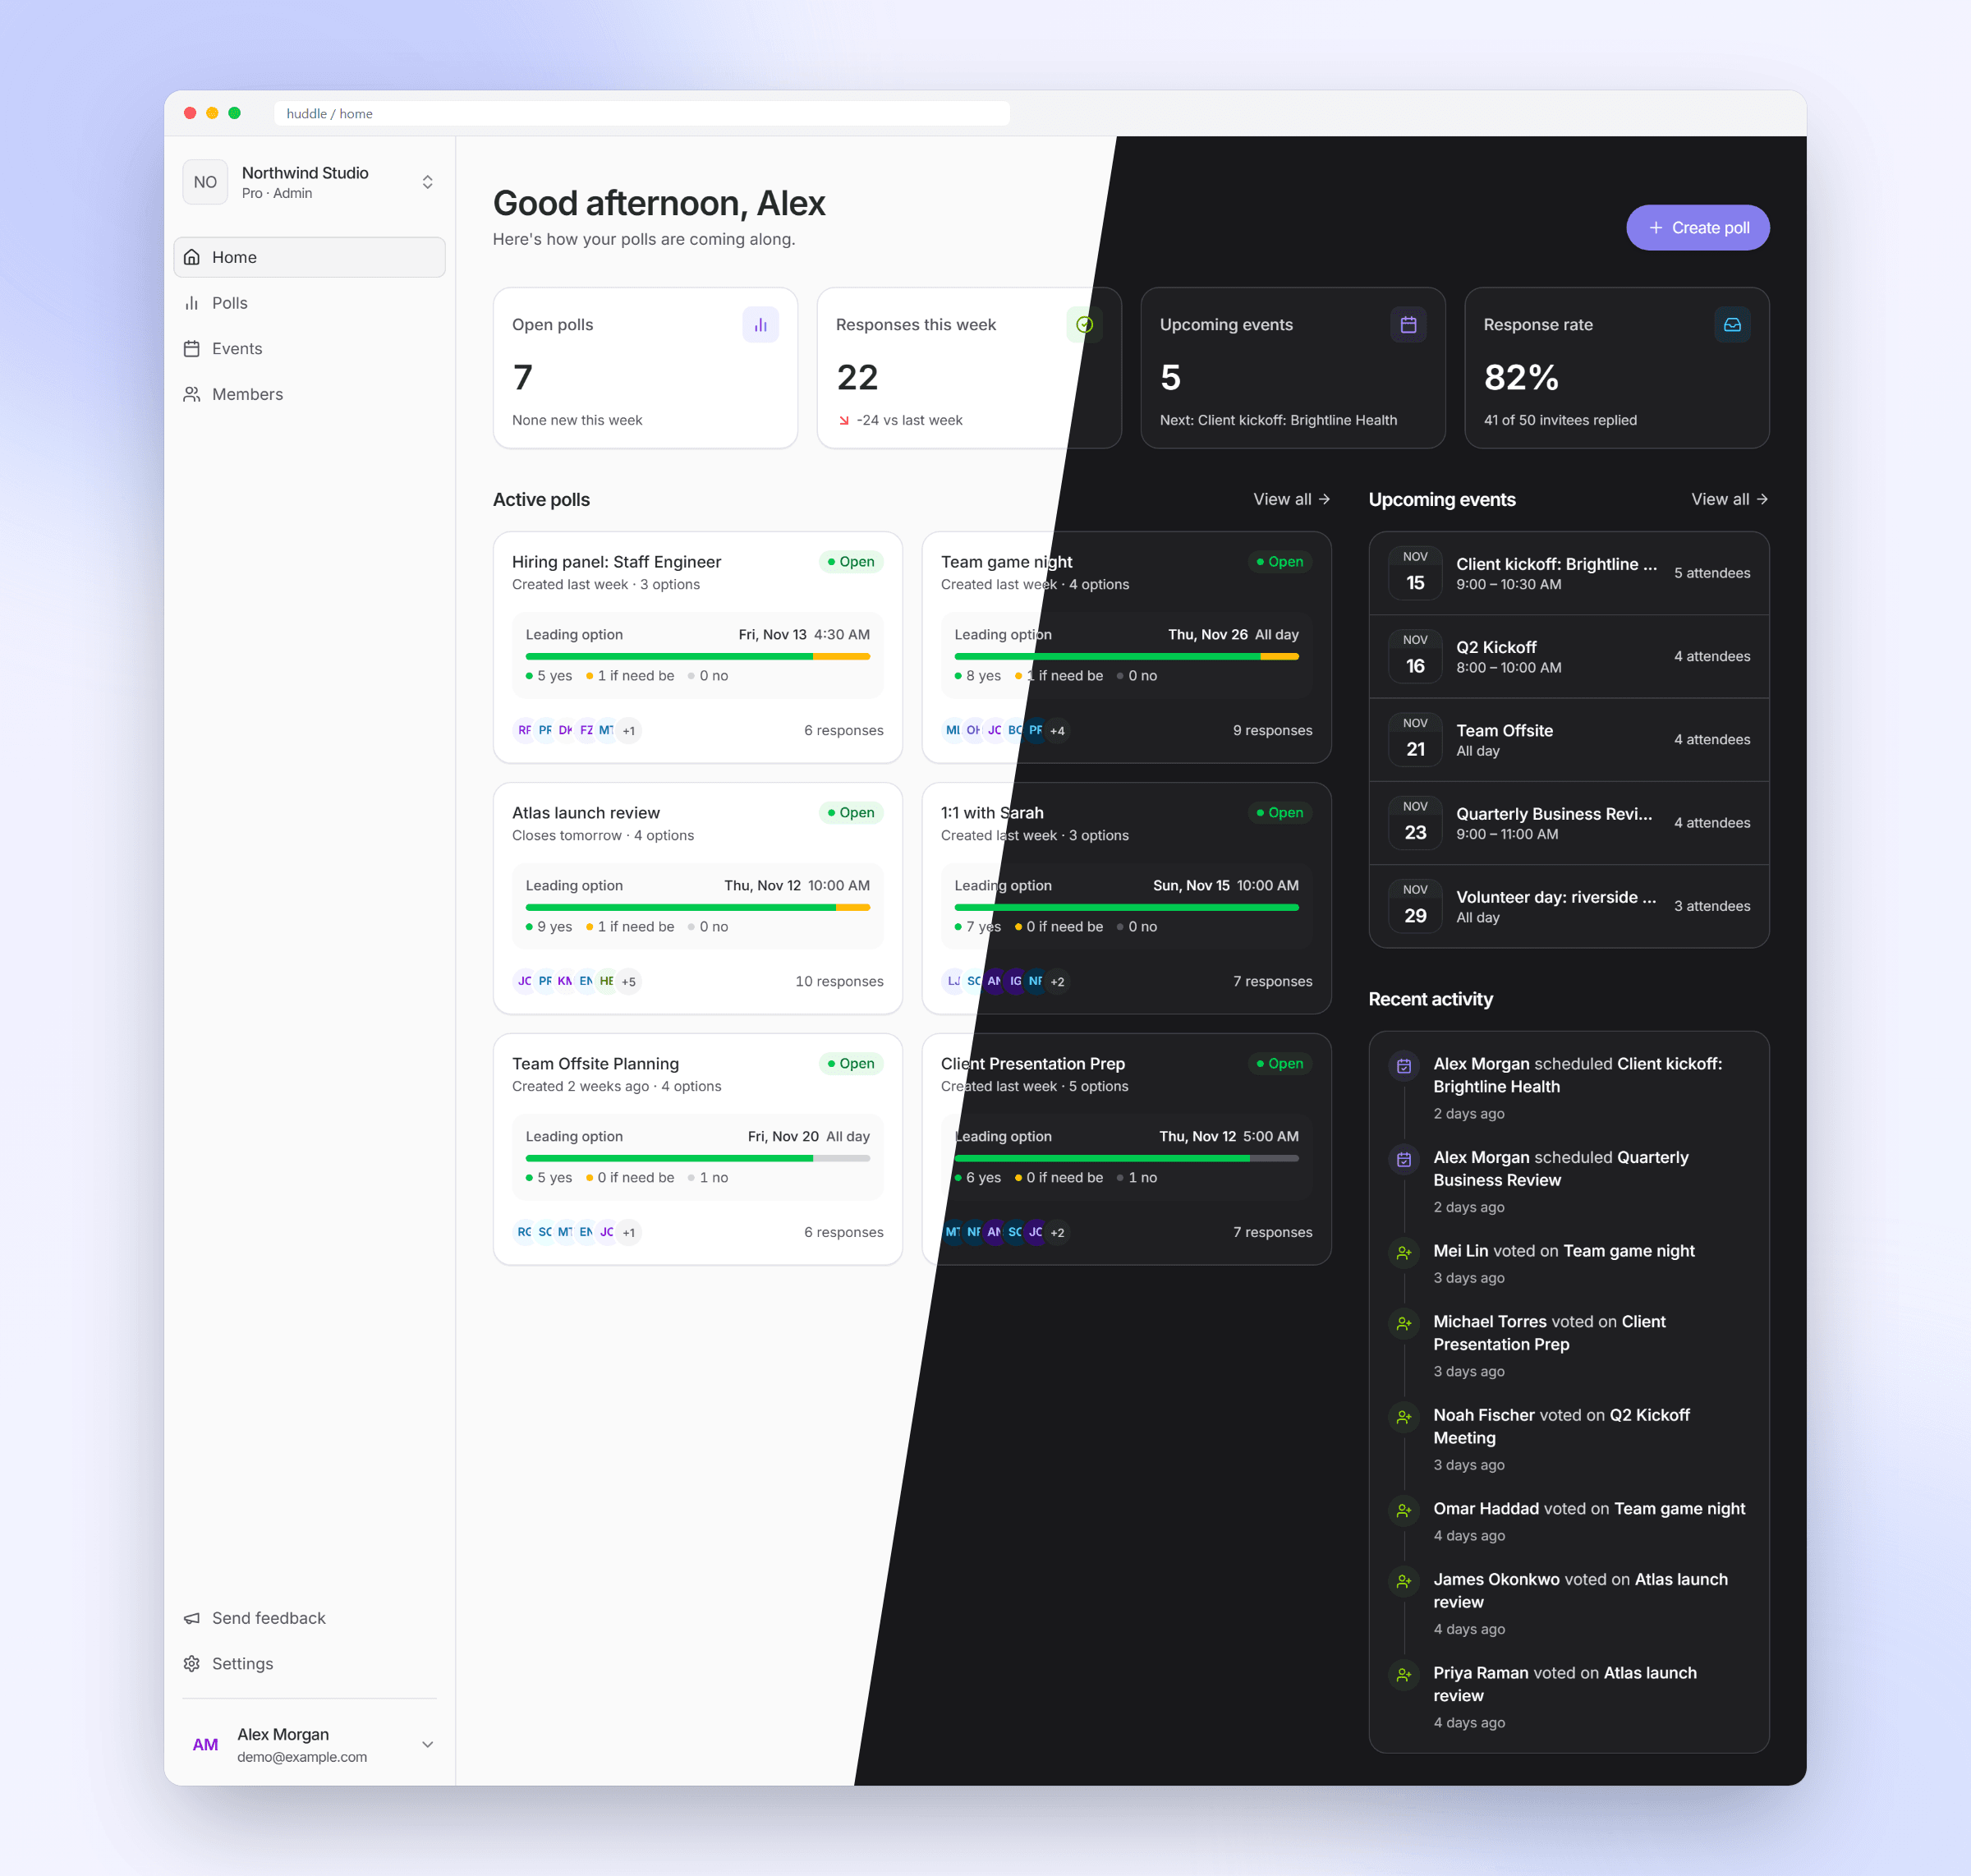 huddle / home
NO
Northwind Studio
Pro · Admin
Home
Polls
Events
Members
Send feedback
Settings
AM
Alex Morgan
demo@example.com
Good afternoon, Alex
Here's how your polls are coming along.
Create poll
Open polls
7
None new this week
Responses this week
22
-24 vs last week
Upcoming events
5
Next: Client kickoff: Brightline Health
Response rate
82%
41 of 50 invitees replied
Active polls
View all
Hiring panel: Staff Engineer
Open
Created last week · 3 options
Leading option
Fri, Nov 13 4:30 AM
5 yes 1 if need be 0 no
PR
FZ
+1
6 responses
Team game night
Open
Created last week · 4 options
Leading option
Thu, Nov 26 All day
8 yes 1 if need be 0 no
+4
9 responses
Atlas launch review
Open
Closes tomorrow · 4 options
Leading option
Thu, Nov 12 10:00 AM
9 yes 1 if need be 0 no
+5
10 responses
1:1 with Sarah
Open
Created last week · 3 options
Leading option
Sun, Nov 15 10:00 AM
7 yes 0 if need be 0 no
IG
+2
7 responses
Team Offsite Planning
Open
Created 2 weeks ago · 4 options
Leading option
Fri, Nov 20 All day
5 yes 0 if need be 1 no
+1
6 responses
Client Presentation Prep
Open
Created last week · 5 options
Leading option
Thu, Nov 12 5:00 AM
6 yes 0 if need be 1 no
+2
7 responses
Upcoming events
View all
NOV
15
Client kickoff: Brightline ...
9:00 – 10:30 AM
5 attendees
NOV
16
Q2 Kickoff
8:00 – 10:00 AM
4 attendees
NOV
21
Team Offsite
All day
4 attendees
NOV
23
Quarterly Business Revi...
9:00 – 11:00 AM
4 attendees
NOV
29
Volunteer day: riverside ...
All day
3 attendees
Recent activity
Alex Morgan scheduled Client kickoff:
Brightline Health
2 days ago
Alex Morgan scheduled Quarterly
Business Review
2 days ago
Mei Lin voted on Team game night
3 days ago
Michael Torres voted on Client
Presentation Prep
3 days ago
Noah Fischer voted on Q2 Kickoff
Meeting
3 days ago
Omar Haddad voted on Team game night
4 days ago
James Okonkwo voted on Atlas launch
review
4 days ago
Priya Raman voted on Atlas launch
review
4 days ago